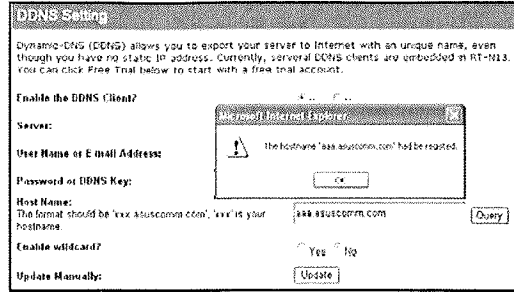 DDNS Setting
Dynamic-DNS (DDNS) allows you to export your server to Internet with an unique name, even
though you have no static IP address. Currently, serveral DDNS clients are embedded in RT-N13.
You can click Free Trial below to start with a free trial account.
Enable the DDNS Client?
Microsoft Internet Explorer
Server:
The hostname 'aaa.asuscomm.com' had be registed.
User Name or E-mail Address:
OK
Password or DDNS Key:
Host Name:
The format should be 'xxx.asuscomm.com', 'xxx' is your
hostname.
aaa.asuscomm.com
Query
Enable wildcard?
Yes No
Update Manually:
Update